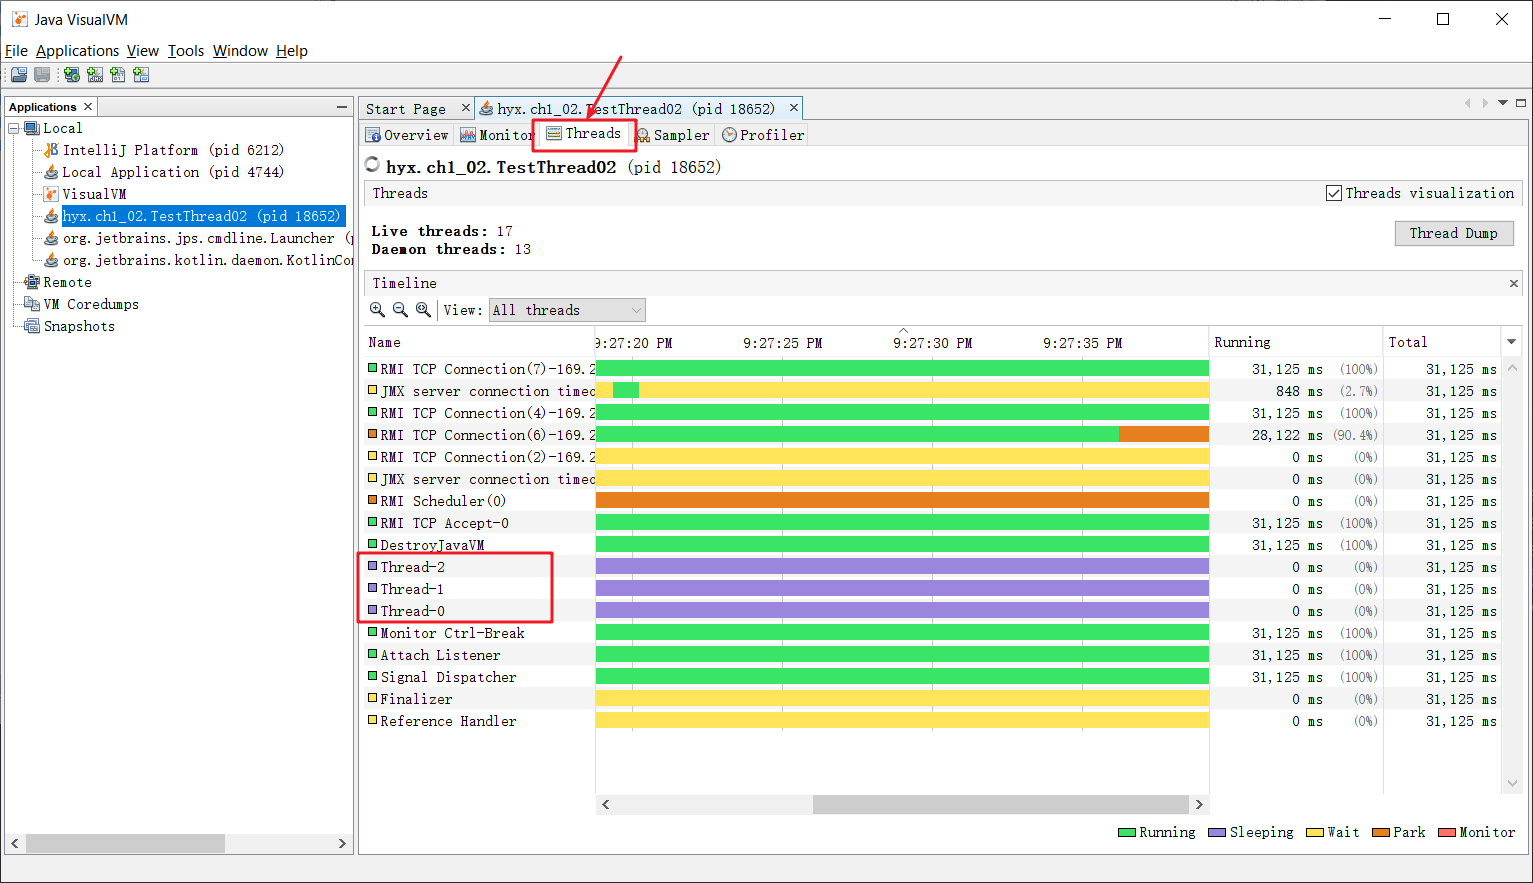 Java VisualVM
File Applications View Tools Window Help
Applications
Local
IntelliJ Platform (pid 6212)
Local Application (pid 4744)
VisualVM
hyx.ch1_02.TestThread02 (pid 18652)
org.jetbrains.jps.cmdline.Launcher (p
org.jetbrains.kotlin.daemon.KotlinCo
Remote
VM Coredumps
Snapshots
Start Page hyx.ch1_02.TestThread02 (pid 18652)
Overview Monitor Threads Sampler Profiler
hyx.ch1_02.TestThread02 (pid 18652)
Threads Threads visualization
Live threads: 17
Daemon threads: 13
Thread Dump
Timeline
View: All threads
Name 9:27:20 PM 9:27:25 PM 9:27:30 PM 9:27:35 PM Running Total
RMI TCP Connection(7)-169.2 31,125 ms (100%) 31,125 ms
JMX server connection timeo 848 ms (2.7%) 31,125 ms
RMI TCP Connection(4)-169.2 31,125 ms (100%) 31,125 ms
RMI TCP Connection(6)-169.2 28,122 ms (90.4%) 31,125 ms
RMI TCP Connection(2)-169.2 0 ms (0%) 31,125 ms
JMX server connection timeo 0 ms (0%) 31,125 ms
RMI Scheduler(0) 0 ms (0%) 31,125 ms
RMI TCP Accept-0 31,125 ms (100%) 31,125 ms
DestroyJavaVM 31,125 ms (100%) 31,125 ms
Thread-2 0 ms (0%) 31,125 ms
Thread-1 0 ms (0%) 31,125 ms
Thread-0 0 ms (0%) 31,125 ms
Monitor Ctrl-Break 31,125 ms (100%) 31,125 ms
Attach Listener 31,125 ms (100%) 31,125 ms
Signal Dispatcher 31,125 ms (100%) 31,125 ms
Finalizer 0 ms (0%) 31,125 ms
Reference Handler 0 ms (0%) 31,125 ms
Running Sleeping Wait Park Monitor